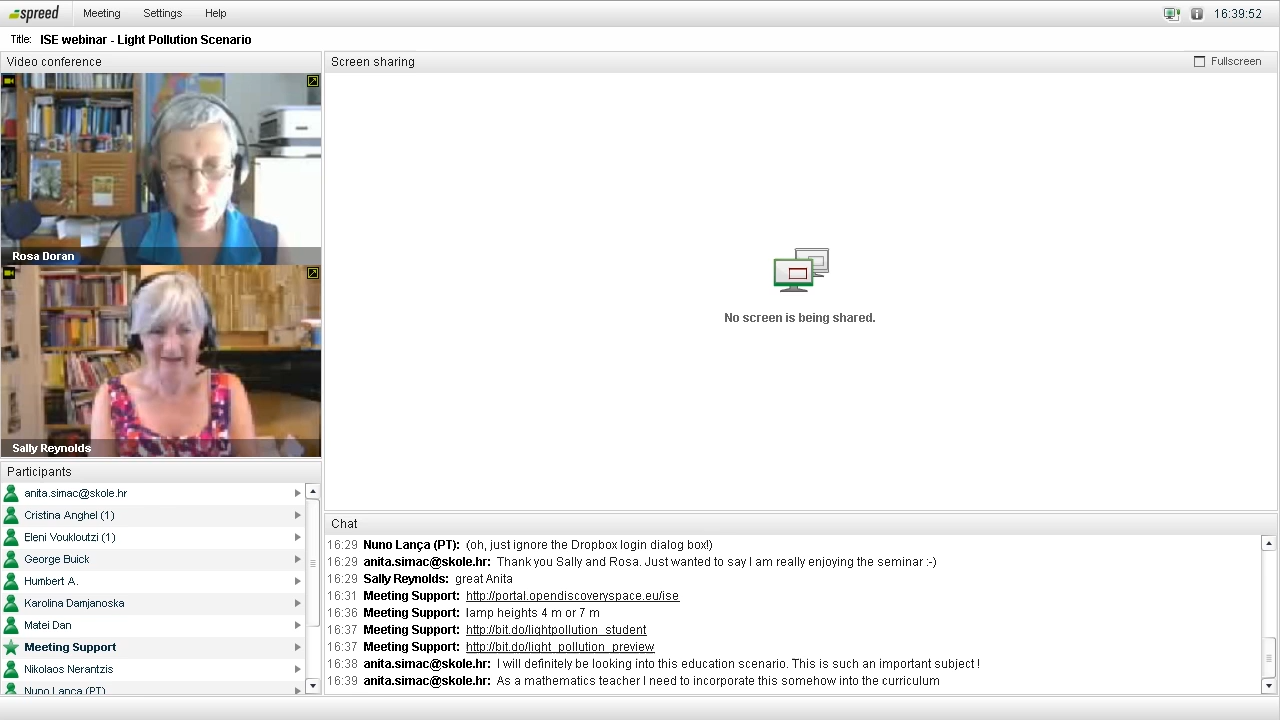 spreed Meeting Settings Help 16:39:52
Title: ISE webinar - Light Pollution Scenario
Video conference
Rosa Doran
Sally Reynolds
Participants
anita.simac@skole.hr
Cristina Anghel (1)
Eleni Voukloutzi (1)
George Buick
Humbert A.
Karolina Damjanoska
Matei Dan
Meeting Support
Nikolaos Nerantzis
Nuno Lança (PT)
Screen sharing Fullscreen
No screen is being shared.
Chat
16:29 Nuno Lança (PT): (oh, just ignore the Dropbox login dialog box!)
16:29 anita.simac@skole.hr: Thank you Sally and Rosa. Just wanted to say I am really enjoying the seminar :-)
16:29 Sally Reynolds: great Anita
16:31 Meeting Support: http://portal.opendiscoveryspace.eu/ise
16:36 Meeting Support: lamp heights 4 m or 7 m
16:37 Meeting Support: http://bit.do/lightpollution_student
16:37 Meeting Support: http://bit.do/light_pollution_preview
16:38 anita.simac@skole.hr: I will definitely be looking into this education scenario. This is such an important subject !
16:39 anita.simac@skole.hr: As a mathematics teacher I need to incorporate this somehow into the curriculum